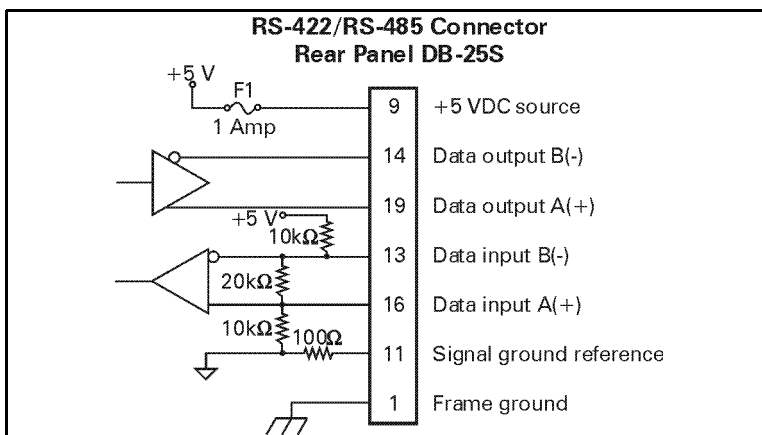 RS-422/RS-485 Connector
Rear Panel DB-25S
+5 V
F1
1 Amp
9 +5 VDC source
14 Data output B(-)
19 Data output A(+)
+5 V
10kΩ
13 Data input B(-)
20kΩ
16 Data input A(+)
10kΩ
100Ω
11 Signal ground reference
1 Frame ground